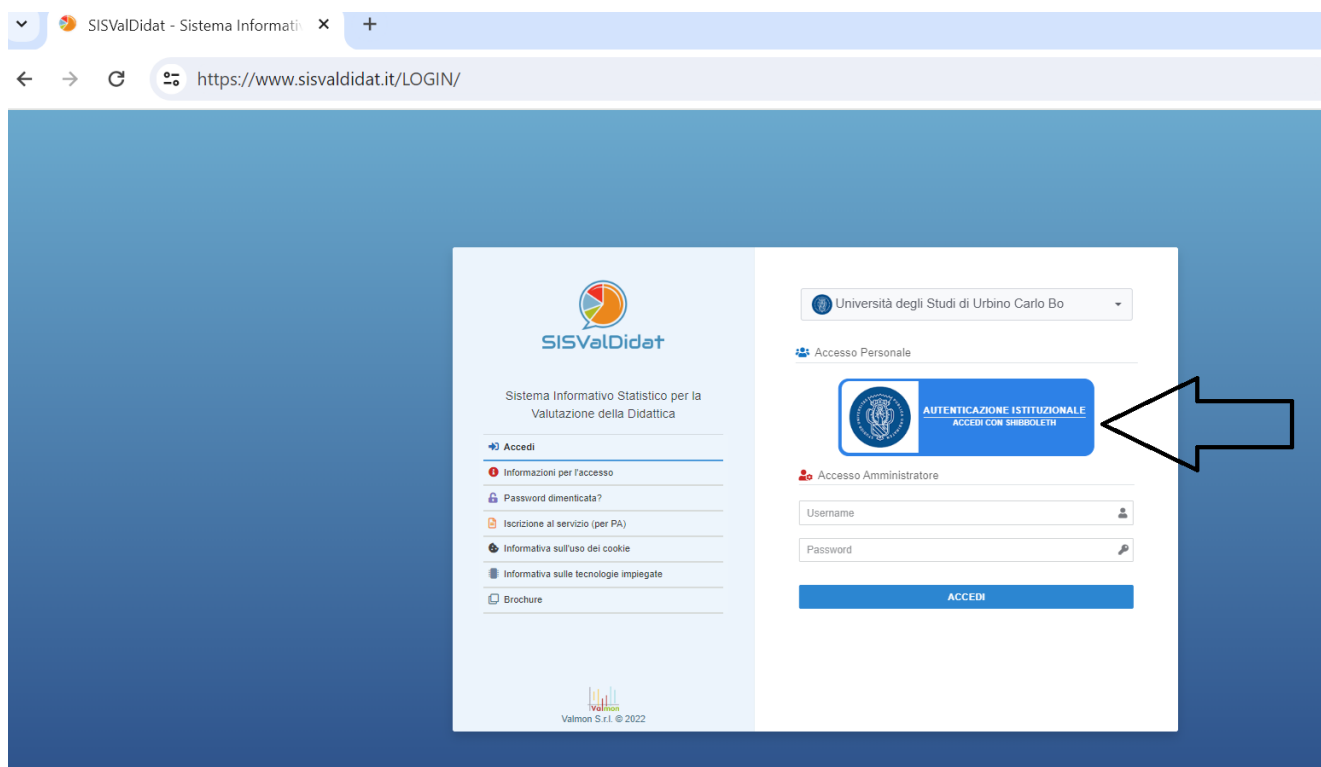 SISValDidat - Sistema Informati
https://www.sisvaldidat.it/LOGIN/
SISValDidat
Sistema Informativo Statistico per la
Valutazione della Didattica
Accedi
Informazioni per l'accesso
Password dimenticata?
Iscrizione al servizio (per PA)
Informativa sull'uso dei cookie
Informativa sulle tecnologie impiegate
Brochure
Valmon
Valmon S.r.l. © 2022
Università degli Studi di Urbino Carlo Bo
Accesso Personale
AUTENTICAZIONE ISTITUZIONALE
ACCEDI CON SHIBBOLETH
Accesso Amministratore
Username
Password
ACCEDI